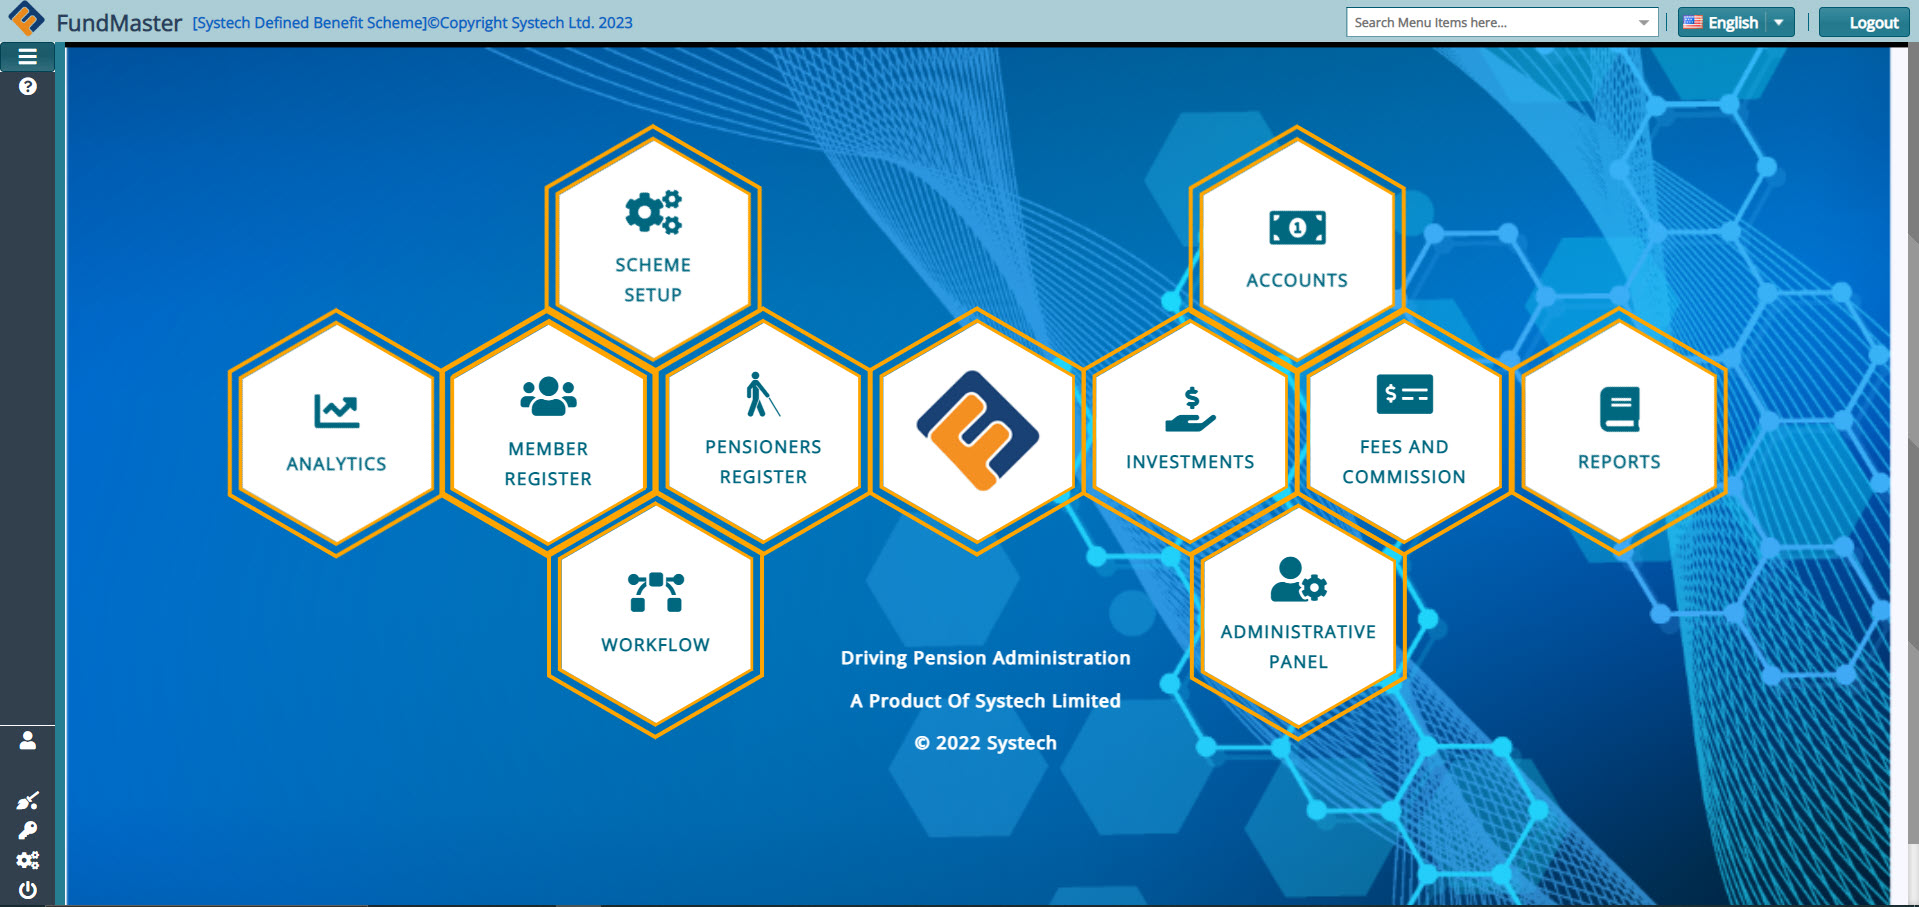 FundMaster [Systech Defined Benefit Scheme]©Copyright Systech Ltd. 2023
Search Menu Items here...
English
Logout
SCHEME
SETUP
ACCOUNTS
ANALYTICS
MEMBER
REGISTER
PENSIONERS
REGISTER
INVESTMENTS
FEES AND
COMMISSION
REPORTS
WORKFLOW
ADMINISTRATIVE
PANEL
Driving Pension Administration
A Product Of Systech Limited
© 2022 Systech